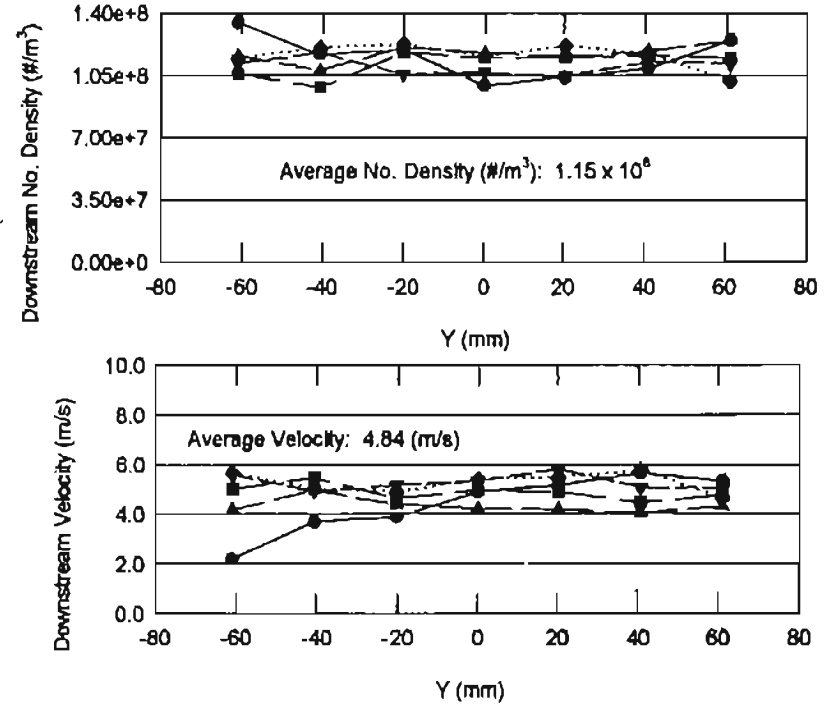 Downstream No. Density (#/m³)
1.40e+8
1.05e+8
7.00e+7
Average No. Density (#/m³): 1.15 x 10⁸
3.50e+7
0.00e+0
-80 -60 -40 -20 0 20 40 60 80
Y (mm)
Downstream Velocity (m/s)
10.0
8.0
Average Velocity: 4.84 (m/s)
6.0
4.0
2.0
0.0
-80 -60 -40 -20 0 20 40 60 80
Y (mm)